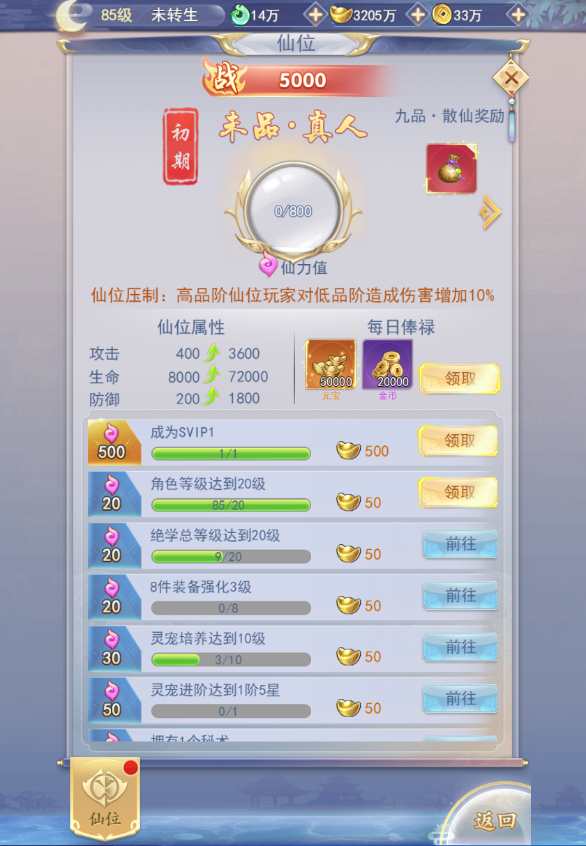 85级 未转生 14万 3205万 33万
仙位
战 5000
初期
未品·真人
九品·散仙奖励
0/800
仙力值
仙位压制：高品阶仙位玩家对低品阶造成伤害增加10%
仙位属性
每日俸禄
攻击 400 3600
生命 8000 72000
防御 200 1800
50000 20000
元宝 金币
领取
500 成为SVIP1 1/1 500 领取
20 角色等级达到20级 85/20 50 领取
20 绝学总等级达到20级 9/20 50 前往
20 8件装备强化3级 0/8 50 前往
30 灵宠培养达到10级 3/10 50 前往
50 灵宠进阶达到1阶5星 0/1 50 前往
拥有1个秘术
仙位
返回